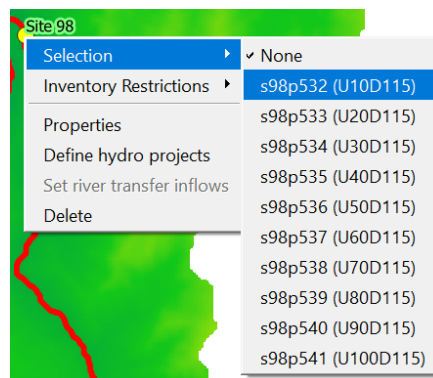 Site 98
Selection
Inventory Restrictions
Properties
Define hydro projects
Set river transfer inflows
Delete
None
s98p532 (U10D115)
s98p533 (U20D115)
s98p534 (U30D115)
s98p535 (U40D115)
s98p536 (U50D115)
s98p537 (U60D115)
s98p538 (U70D115)
s98p539 (U80D115)
s98p540 (U90D115)
s98p541 (U100D115)